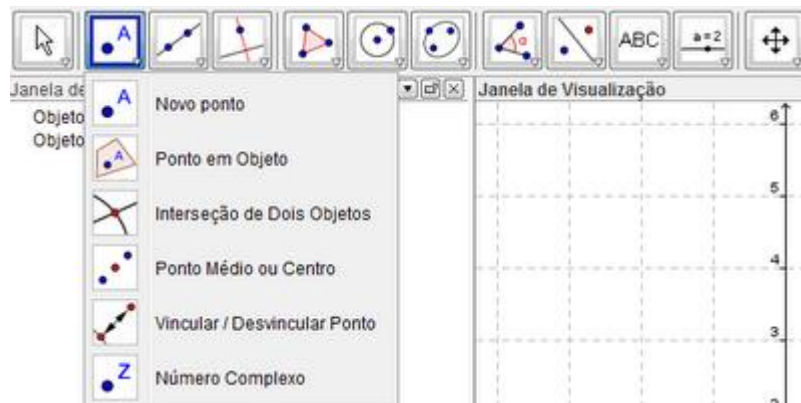 A
ABC
a=2
Janela de
Janela de Visualização
Objeto
Objeto
A
Novo ponto
A
Ponto em Objeto
Interseção de Dois Objetos
Ponto Médio ou Centro
Vincular / Desvincular Ponto
Z
Número Complexo
6
5
4
3